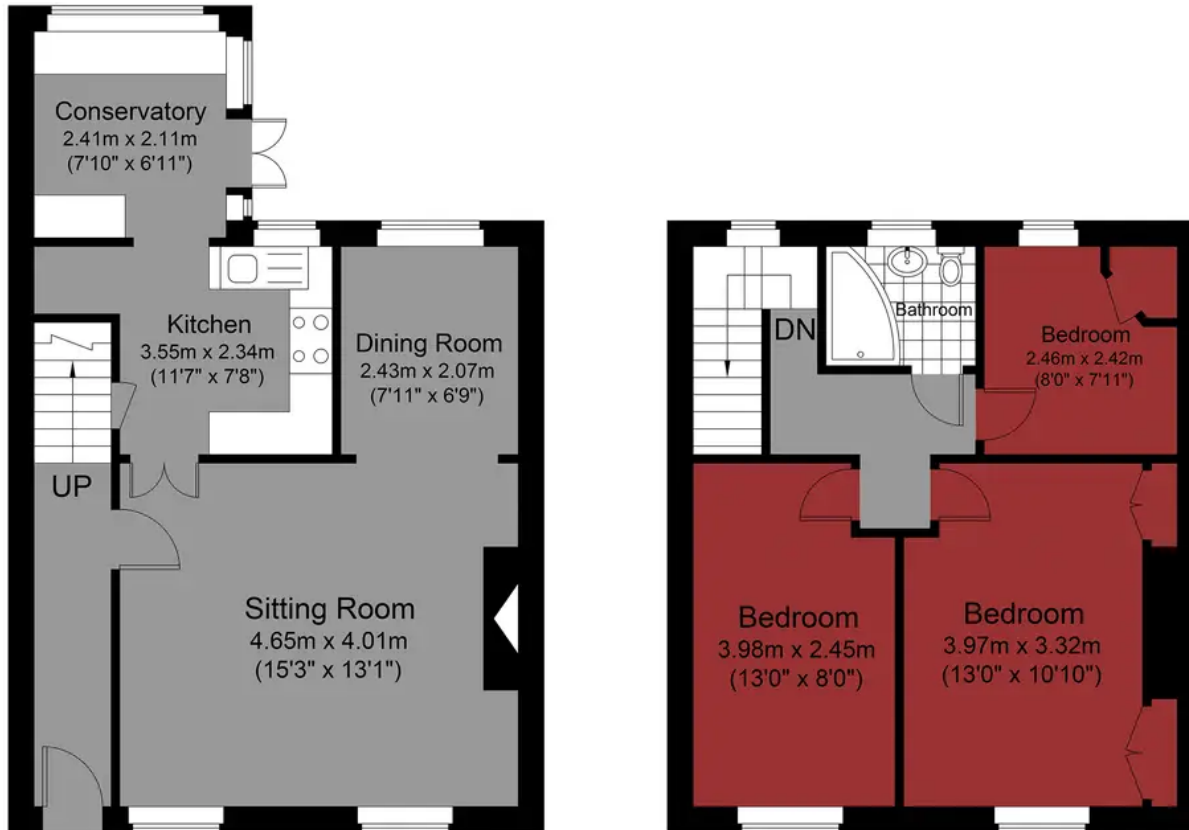 Conservatory
2.41m x 2.11m
(7'10" x 6'11")
Kitchen
3.55m x 2.34m
(11'7" x 7'8")
Dining Room
2.43m x 2.07m
(7'11" x 6'9")
UP
Sitting Room
4.65m x 4.01m
(15'3" x 13'1")
DN
Bathroom
Bedroom
2.46m x 2.42m
(8'0" x 7'11")
Bedroom
3.98m x 2.45m
(13'0" x 8'0")
Bedroom
3.97m x 3.32m
(13'0" x 10'10")